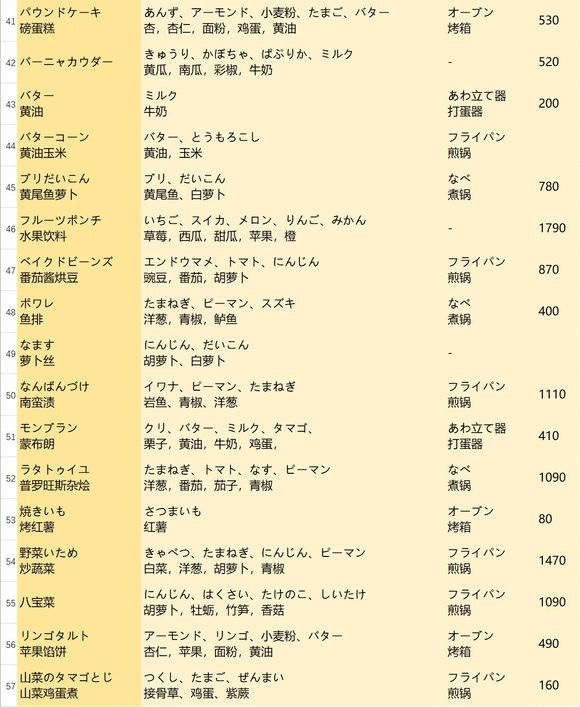 41 パウンドケーキ あんず、アーモンド、小麦粉、たまご、バター オーブン 530
磅蛋糕 杏，杏仁，面粉，鸡蛋，黄油 烤箱
42 バーニャカウダー きゅうり、かぼちゃ、ぱぷりか、ミルク - 520
黄瓜，南瓜，彩椒，牛奶
43 バター ミルク あわ立て器 200
黄油 牛奶 打蛋器
44 バターコーン バター、とうもろこし フライパン
黄油玉米 黄油，玉米 煎锅
45 ブリだいこん ブリ、だいこん なべ 780
黄尾鱼萝卜 黄尾鱼、白萝卜 煮锅
46 フルーツポンチ いちご、スイカ、メロン、りんご、みかん - 1790
水果饮料 草莓，西瓜，甜瓜，苹果，橙
47 ベイクドビーンズ エンドウマメ、トマト、にんじん フライパン 870
番茄酱烘豆 豌豆，番茄，胡萝卜 煎锅
48 ポワレ たまねぎ、ピーマン、スズキ なべ 400
鱼排 洋葱，青椒，鲈鱼 煮锅
49 なます にんじん、だいこん -
萝卜丝 胡萝卜、白萝卜
50 なんばんづけ イワナ、ピーマン、たまねぎ フライパン 1110
南蛮渍 岩鱼、青椒、洋葱 煎锅
51 モンブラン クリ、バター、ミルク、タマゴ、 あわ立て器 410
蒙布朗 栗子，黄油，牛奶，鸡蛋， 打蛋器
52 ラタトゥイユ たまねぎ、トマト、なす、ピーマン なべ 1090
普罗旺斯杂烩 洋葱，番茄，茄子，青椒 煮锅
53 焼きいも さつまいも オーブン 80
烤红薯 红薯 烤箱
54 野菜いため きゃべつ、たまねぎ、にんじん、ピーマン フライパン 1470
炒蔬菜 白菜，洋葱，胡萝卜，青椒 煎锅
55 八宝菜 にんじん、はくさい、たけのこ、しいたけ フライパン 1090
胡萝卜，牡蛎，竹笋，香菇 煎锅
56 リンゴタルト アーモンド、リンゴ、小麦粉、バター オーブン 490
苹果馅饼 杏仁，苹果，面粉，黄油 烤箱
57 山菜のタマゴとじ つくし、たまご、ぜんまい フライパン 160
山菜鸡蛋煮 接骨草、鸡蛋、紫蕨 煎锅